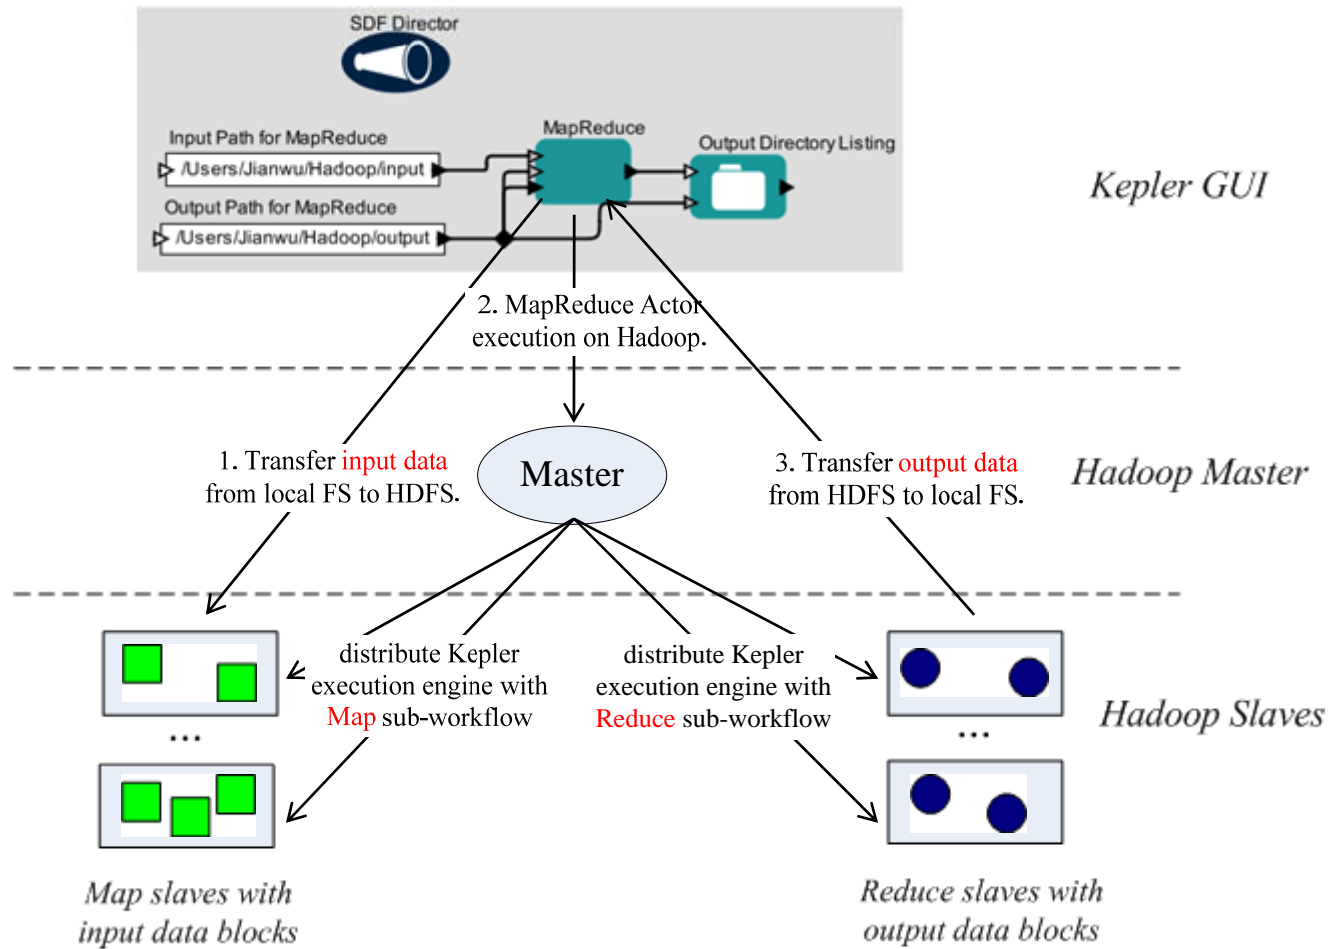 SDF Director
Input Path for MapReduce
/Users/Jianwu/Hadoop/input
MapReduce
Output Directory Listing
Output Path for MapReduce
/Users/Jianwu/Hadoop/output
Kepler GUI
2. MapReduce Actor
execution on Hadoop.
1. Transfer input data
from local FS to HDFS.
Master
3. Transfer output data
from HDFS to local FS.
Hadoop Master
distribute Kepler
execution engine with
Map sub-workflow
distribute Kepler
execution engine with
Reduce sub-workflow
Hadoop Slaves
...
...
Map slaves with
input data blocks
Reduce slaves with
output data blocks